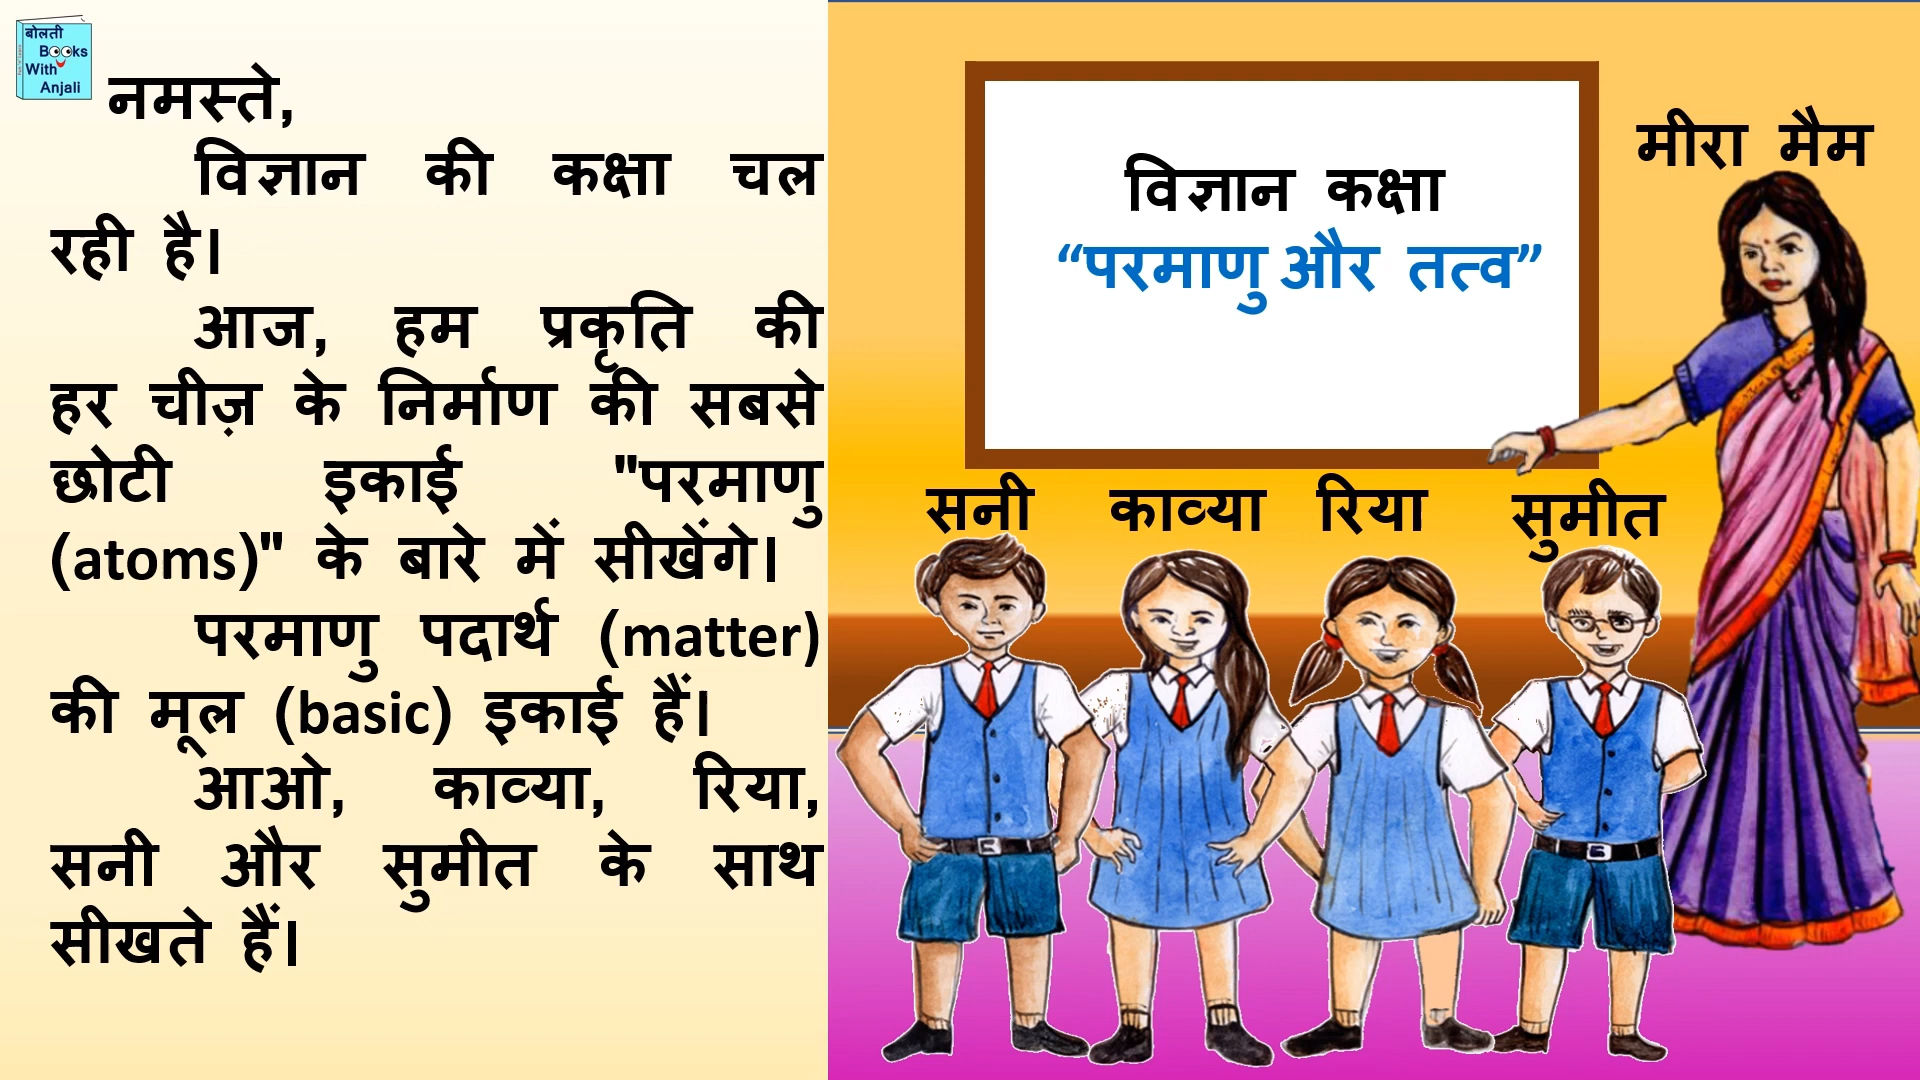 बोलती
Books
With
Anjali
नमस्ते,
विज्ञान की कक्षा चल
रही है।
आज, हम प्रकृति की
हर चीज़ के निर्माण की सबसे
छोटी इकाई "परमाणु
(atoms)" के बारे में सीखेंगे।
परमाणु पदार्थ (matter)
की मूल (basic) इकाई हैं।
आओ, काव्या, रिया,
सनी और सुमीत के साथ
सीखते हैं।
विज्ञान कक्षा
“परमाणु और तत्व”
मीरा मैम
सनी काव्या रिया सुमीत